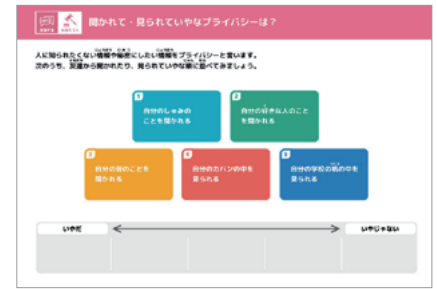 聞かれて・見られていやなプライバシーは？
人に知られたくない情報や秘密にしたい情報をプライバシーと言います。
次のうち、友達から聞かれたり、見られていやな順に並べてみましょう。
1
自分のしゅみの
ことを聞かれる
2
自分の好きな人のこと
を聞かれる
3
自分の親のことを
聞かれる
4
自分のカバンの中を
見られる
5
自分の学校の机の中を
見られる
いやだ
いやじゃない